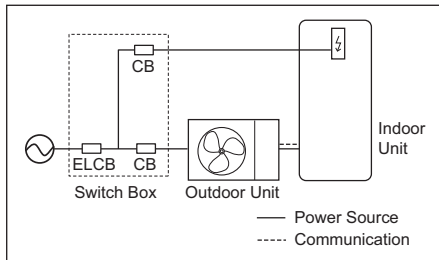 CB
ELCB
CB
Switch Box
Outdoor Unit
Indoor
Unit
Power Source
Communication